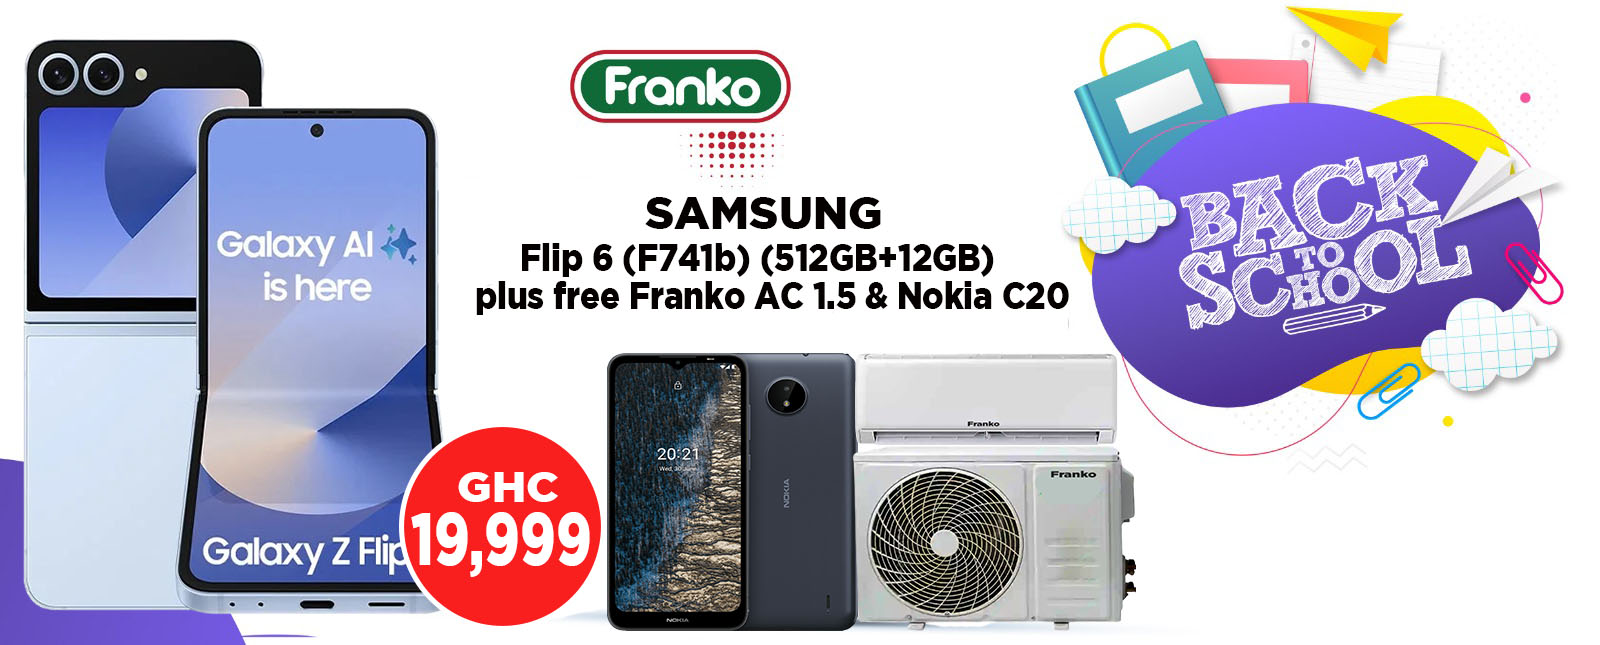 Franko
SAMSUNG
Flip 6 (F741b) (512GB+12GB)
plus free Franko AC 1.5 & Nokia C20
Galaxy AI
is here
Galaxy Z Flip
GHC
19,999
20:21
NOKIA
NOKIA
Franko
Franko
BACK
TO
SCHOOL